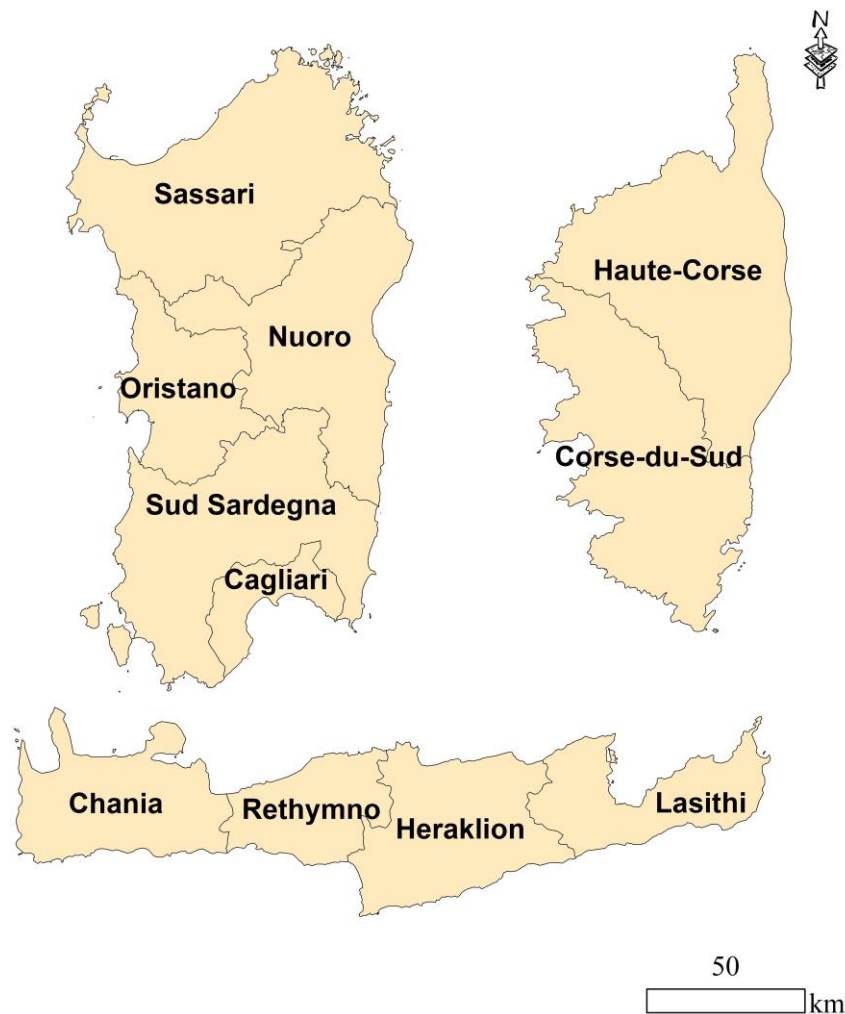 N
Sassari
Haute-Corse
Nuoro
Oristano
Corse-du-Sud
Sud Sardegna
Cagliari
Chania
Rethymno
Heraklion
Lasithi
50
km